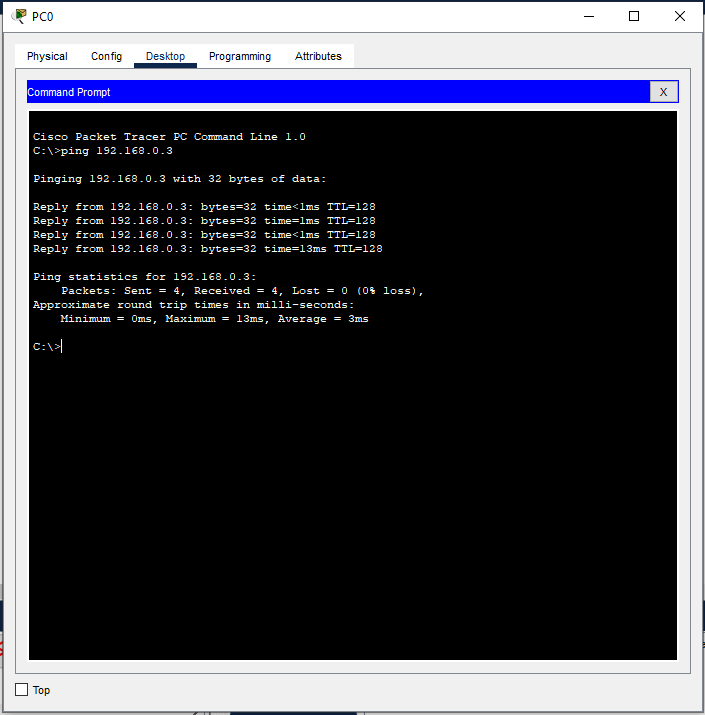 PC0
Physical Config Desktop Programming Attributes
Command Prompt
X
Cisco Packet Tracer PC Command Line 1.0
C:\>ping 192.168.0.3
Pinging 192.168.0.3 with 32 bytes of data:
Reply from 192.168.0.3: bytes=32 time<1ms TTL=128
Reply from 192.168.0.3: bytes=32 time=1ms TTL=128
Reply from 192.168.0.3: bytes=32 time<1ms TTL=128
Reply from 192.168.0.3: bytes=32 time=13ms TTL=128
Ping statistics for 192.168.0.3:
Packets: Sent = 4, Received = 4, Lost = 0 (0% loss),
Approximate round trip times in milli-seconds:
Minimum = 0ms, Maximum = 13ms, Average = 3ms
C:\>
Top